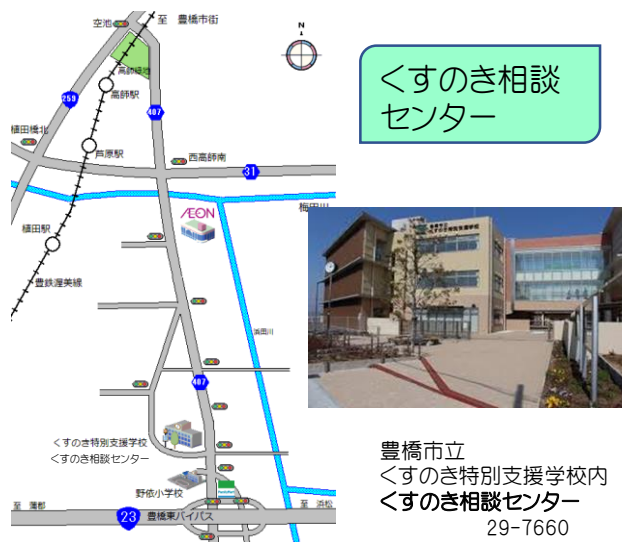 空池
至 豊橋市街
N
くすのき相談
センター
高師緑地
259
高師駅
407
植田橋北
芦原駅
西高師南
31
梅田川
ÆON
植田駅
豊鉄渥美線
浜田川
407
くすのき特別支援学校
くすのき相談センター
野依小学校
至 蒲郡
至 浜松
23
豊橋東バイパス
豊橋市立
くすのき特別支援学校内
くすのき相談センター
29-7660